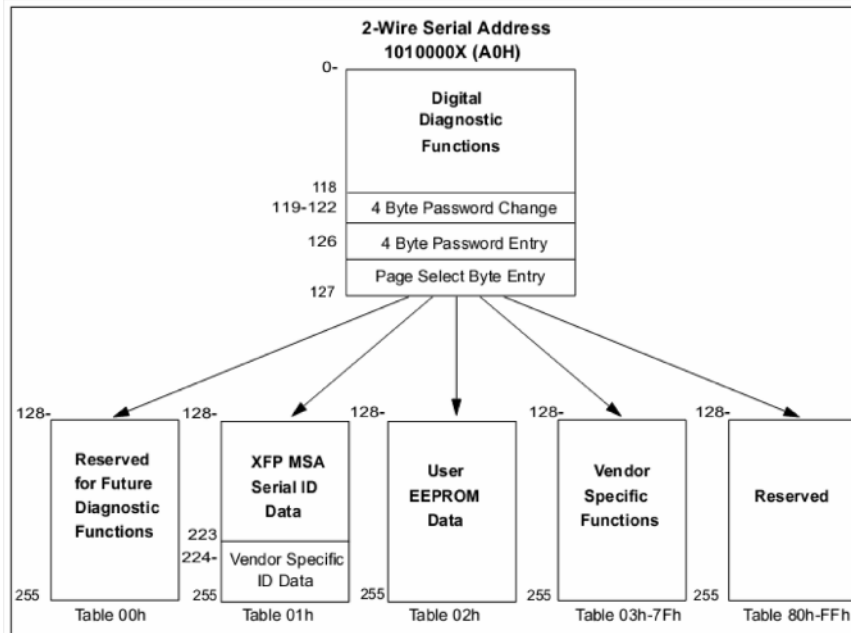 2-Wire Serial Address
1010000X (A0H)
0-
Digital
Diagnostic
Functions
118
119-122 4 Byte Password Change
126 4 Byte Password Entry
Page Select Byte Entry
127
128- 128- 128- 128- 128-
Reserved
for Future
Diagnostic
Functions
255
Table 00h
XFP MSA
Serial ID
Data
223
224- Vendor Specific
ID Data
255
Table 01h
User
EEPROM
Data
255
Table 02h
Vendor
Specific
Functions
255
Table 03h-7Fh
Reserved
255
Table 80h-FFh